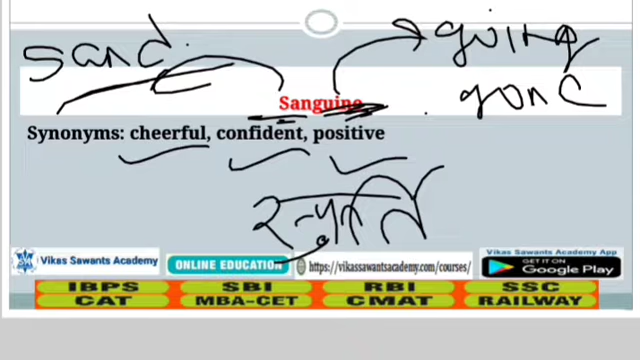 sand
going
gone
Sanguine
Synonyms: cheerful, confident, positive
Vikas Sawants Academy
ONLINE EDUCATION
https://vikassawantsacademy.com/courses/
Vikas Sawants Academy App
GET IT ON
Google Play
IBPS SBI RBI SSC
CAT MBA-CET CMAT RAILWAY